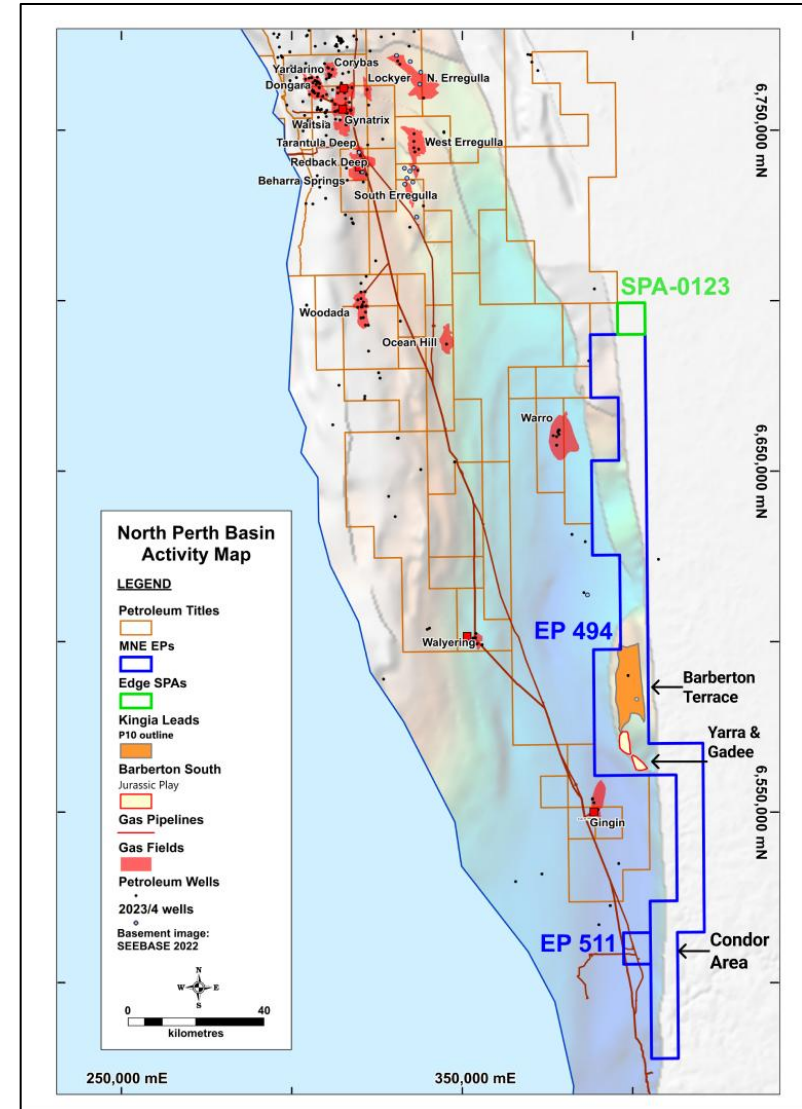 Corybas
Yardarino
Lockyer
N. Erregulla
Dongara
6,750,000 mN
Waitsia
Gynatrix
Tarantula Deep
West Erregulla
Redback Deep
Beharra Springs
South Erregulla
SPA-0123
Woodada
Ocean Hill
Warro
6,650,000 mN
North Perth Basin
Activity Map
LEGEND
Petroleum Titles
MNE EPs
Edge SPAs
Kingia Leads
P10 outline
Barberton South
Jurassic Play
Gas Pipelines
Gas Fields
Petroleum Wells
2023/4 wells
Basement image:
SEEBASE 2022
N
W E
S
0 40
kilometres
EP 494
Walyering
Barberton
Terrace
Yarra &
Gadee
6,550,000 mN
Gingin
EP 511
Condor
Area
250,000 mE
350,000 mE